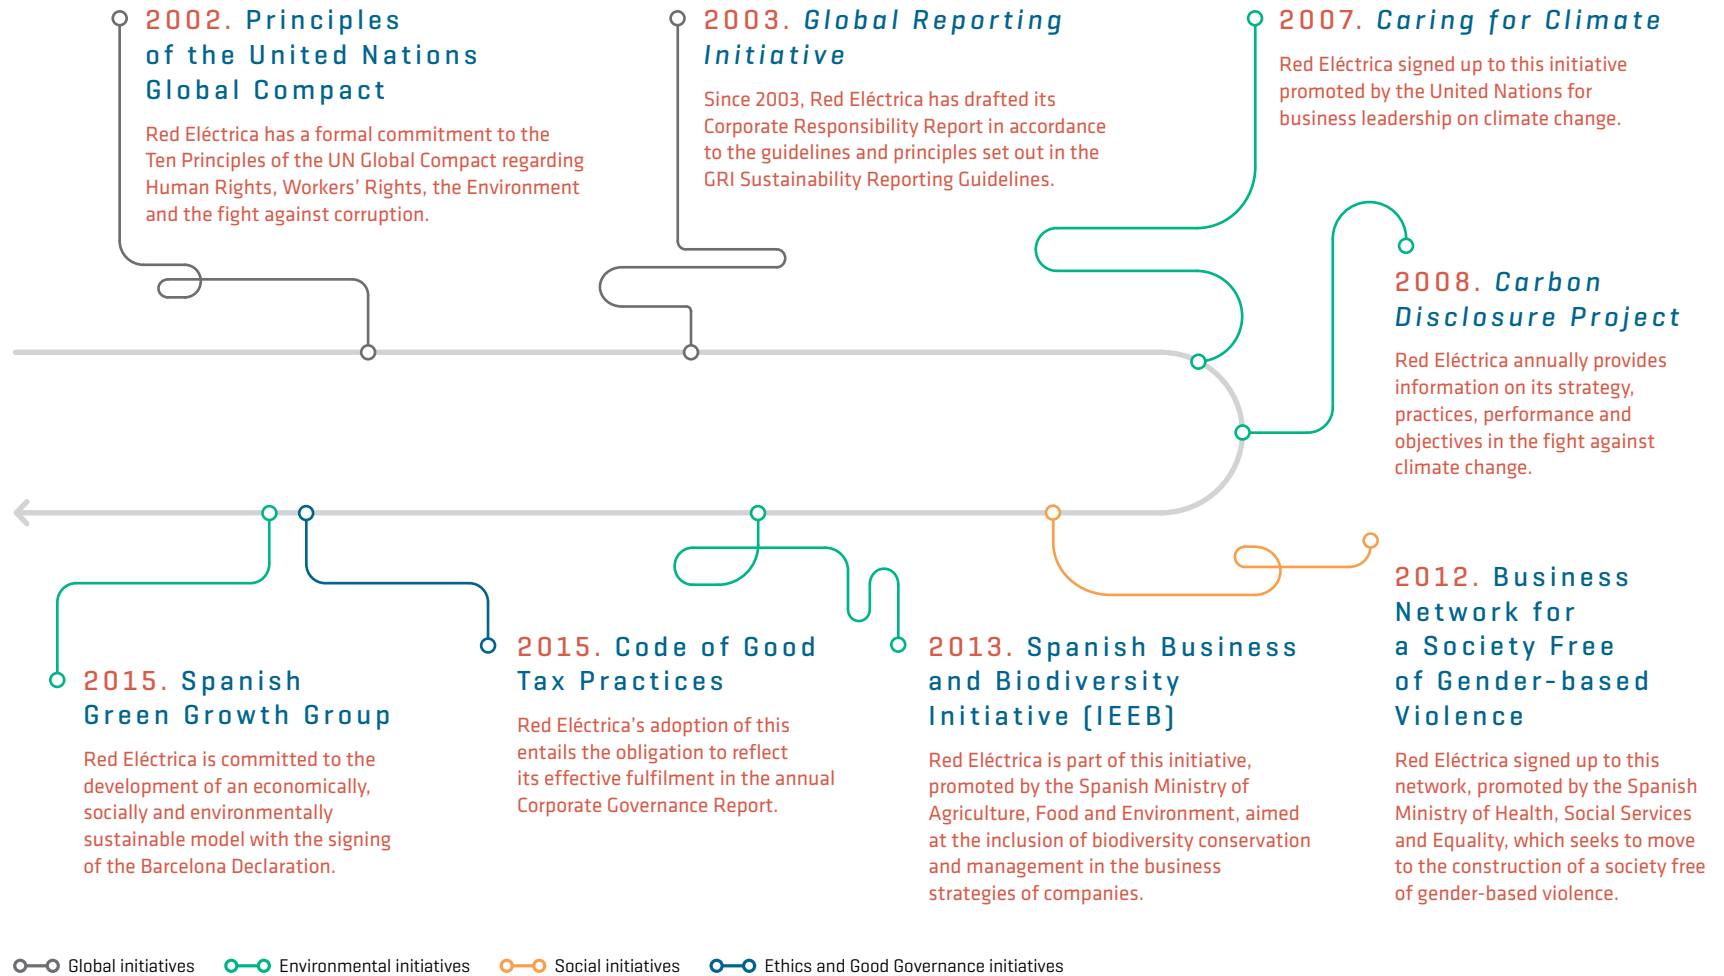 2002. Principles
of the United Nations
Global Compact
Red Eléctrica has a formal commitment to the
Ten Principles of the UN Global Compact regarding
Human Rights, Workers' Rights, the Environment
and the fight against corruption.
2003. Global Reporting
Initiative
Since 2003, Red Eléctrica has drafted its
Corporate Responsibility Report in accordance
to the guidelines and principles set out in the
GRI Sustainability Reporting Guidelines.
2007. Caring for Climate
Red Eléctrica signed up to this initiative
promoted by the United Nations for
business leadership on climate change.
2008. Carbon
Disclosure Project
Red Eléctrica annually provides
information on its strategy,
practices, performance and
objectives in the fight against
climate change.
2015. Spanish
Green Growth Group
Red Eléctrica is committed to the
development of an economically,
socially and environmentally
sustainable model with the signing
of the Barcelona Declaration.
2015. Code of Good
Tax Practices
Red Eléctrica's adoption of this
entails the obligation to reflect
its effective fulfilment in the annual
Corporate Governance Report.
2013. Spanish Business
and Biodiversity
Initiative (IEEB)
Red Eléctrica is part of this initiative,
promoted by the Spanish Ministry of
Agriculture, Food and Environment, aimed
at the inclusion of biodiversity conservation
and management in the business
strategies of companies.
2012. Business
Network for
a Society Free
of Gender-based
Violence
Red Eléctrica signed up to this
network, promoted by the Spanish
Ministry of Health, Social Services
and Equality, which seeks to move
to the construction of a society free
of gender-based violence.
Global initiatives
Environmental initiatives
Social initiatives
Ethics and Good Governance initiatives